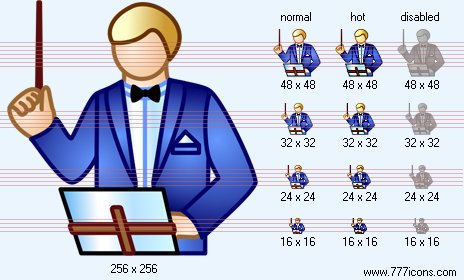 normal hot disabled
48 x 48 48 x 48 48 x 48
32 x 32 32 x 32 32 x 32
24 x 24 24 x 24 24 x 24
16 x 16 16 x 16 16 x 16
256 x 256
www.777icons.com